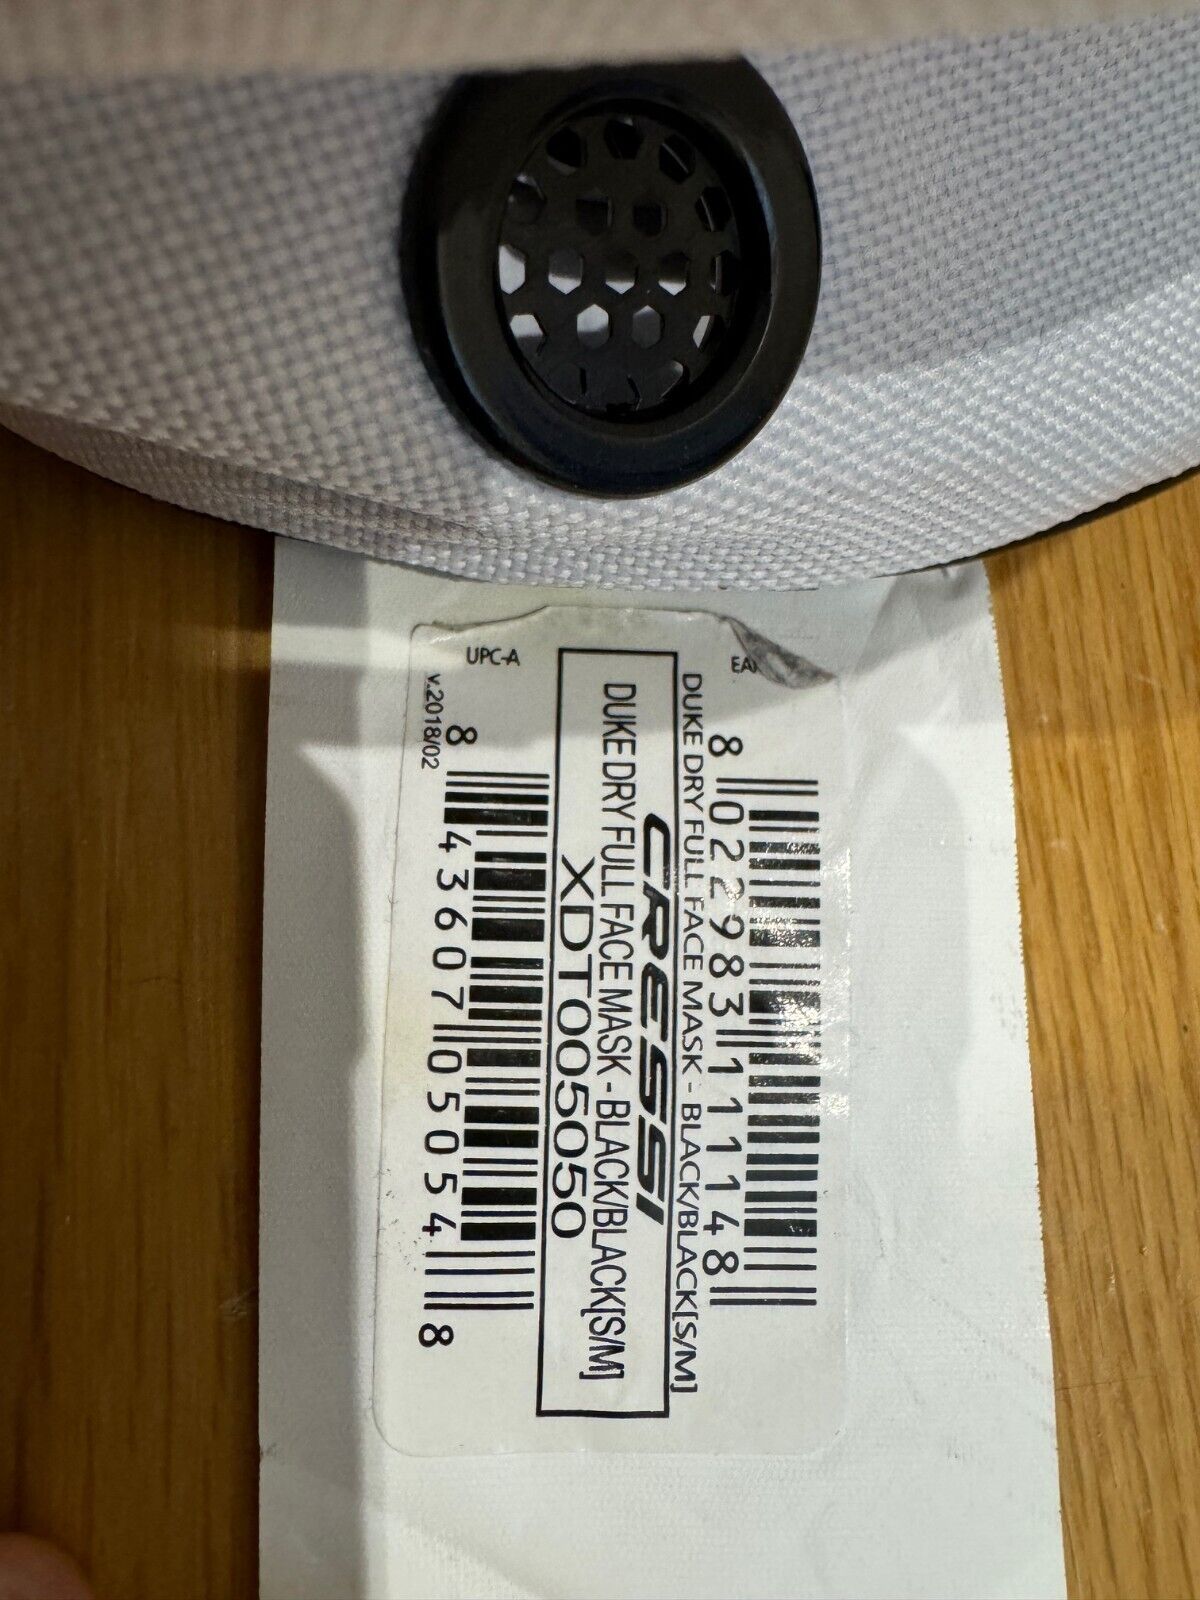 8 022983 111148
DUKE DRY FULL FACE MASK - BLACK/BLACK[S/M]
CRESSI
DUKE DRY FULL FACE MASK - BLACK/BLACK[S/M]
XDT005050
UPC-A
8 43607 05054 8
v.2018/02